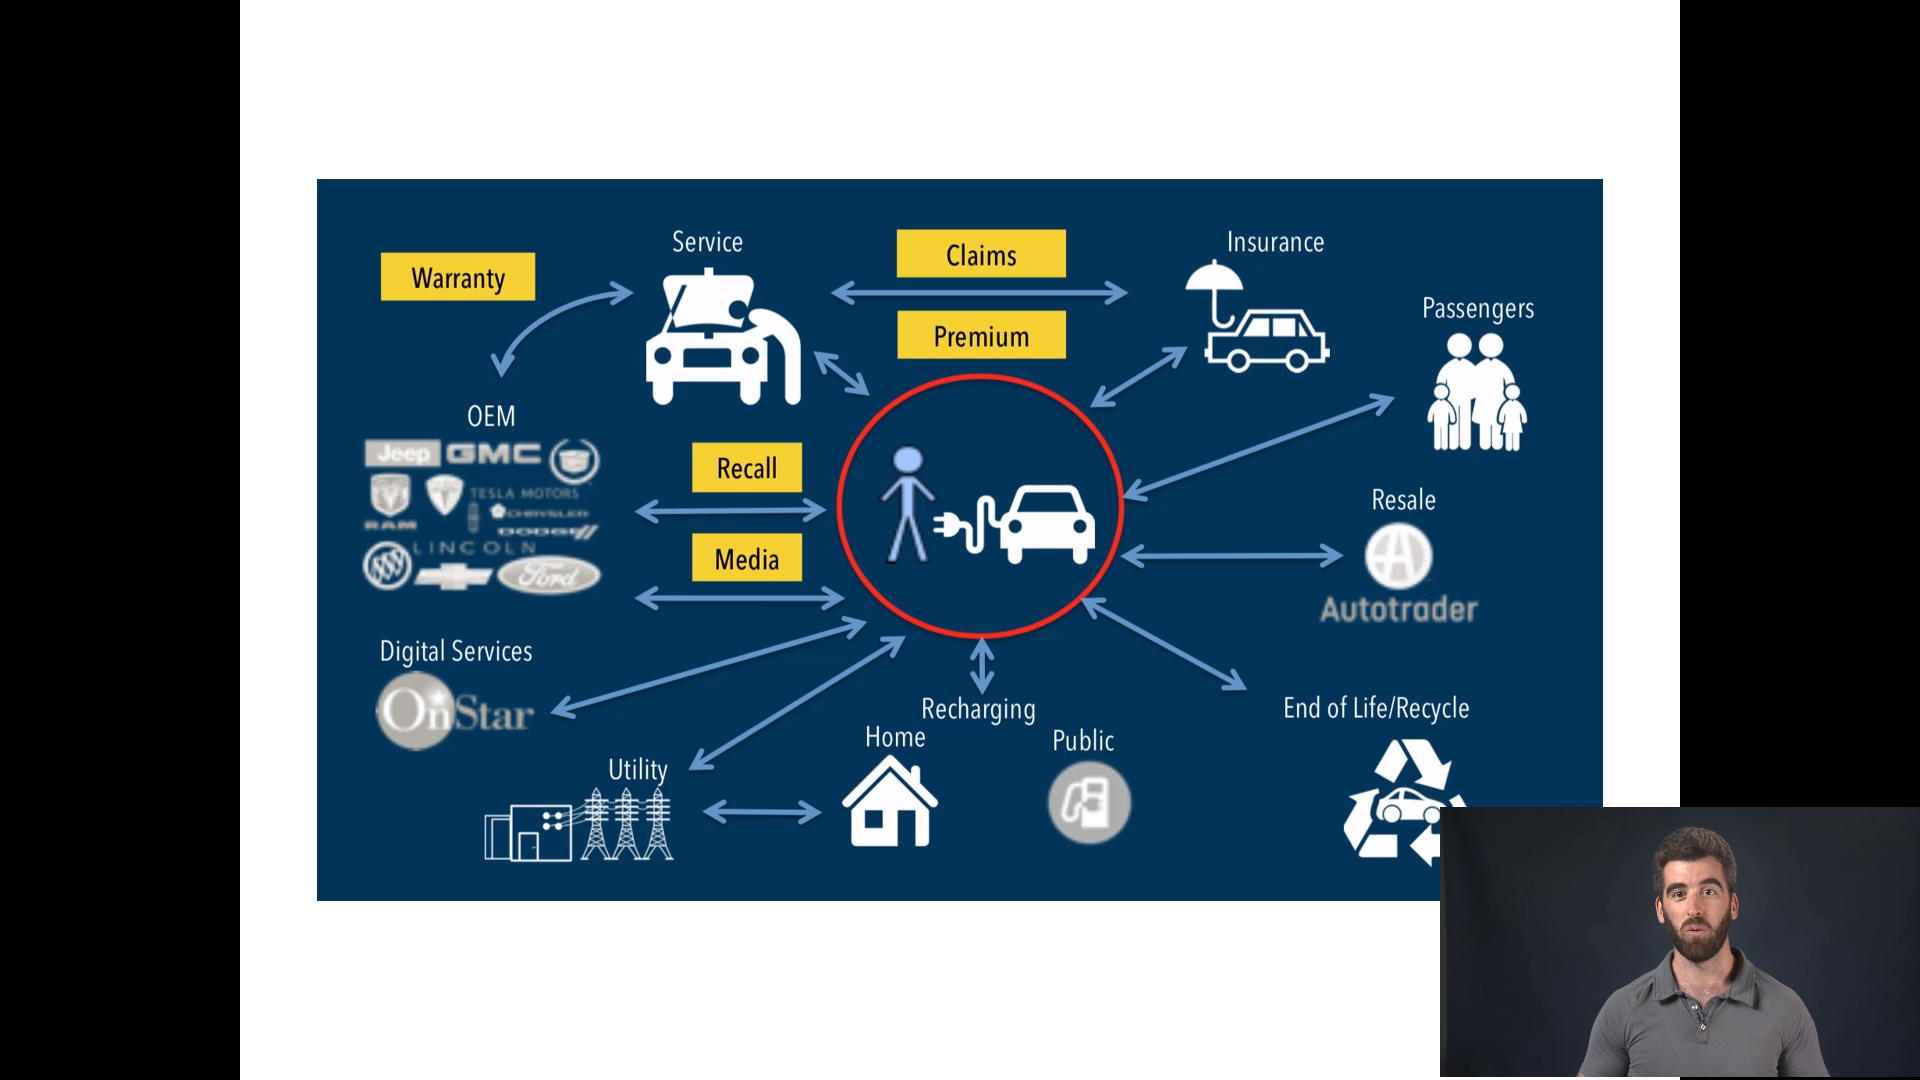 Service
Claims
Insurance
Warranty
Premium
Passengers
OEM
Jeep GMC
Recall
TESLA MOTORS
RAM
CHRYSLER
DODGE
Resale
LINCOLN
Media
Ford
Autotrader
Digital Services
OnStar
Recharging
End of Life/Recycle
Home
Public
Utility